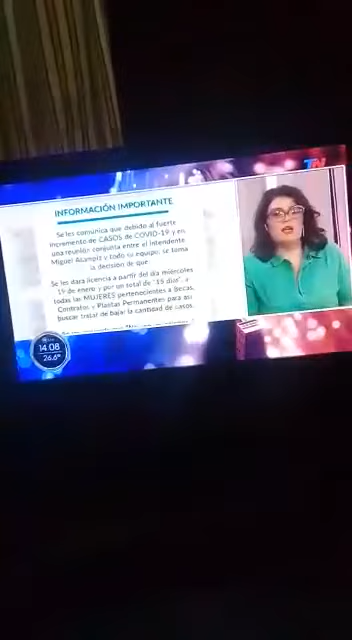 TN
INFORMACIÓN IMPORTANTE
Se les comunica que debido al fuerte
incremento de CASOS de COVID-19 y en
una reunión conjunta entre el intendente
Miguel Atampiz y todo su equipo, se toma
la decisión de que
Se les dará licencia a partir del día miércoles
19 de enero y por un total de "15 días", a
todas las MUJERES pertenecientes a Becas,
Contratos y Plantas Permanentes para así
buscar tratar de bajar la cantidad de casos.
14:08
26.6°